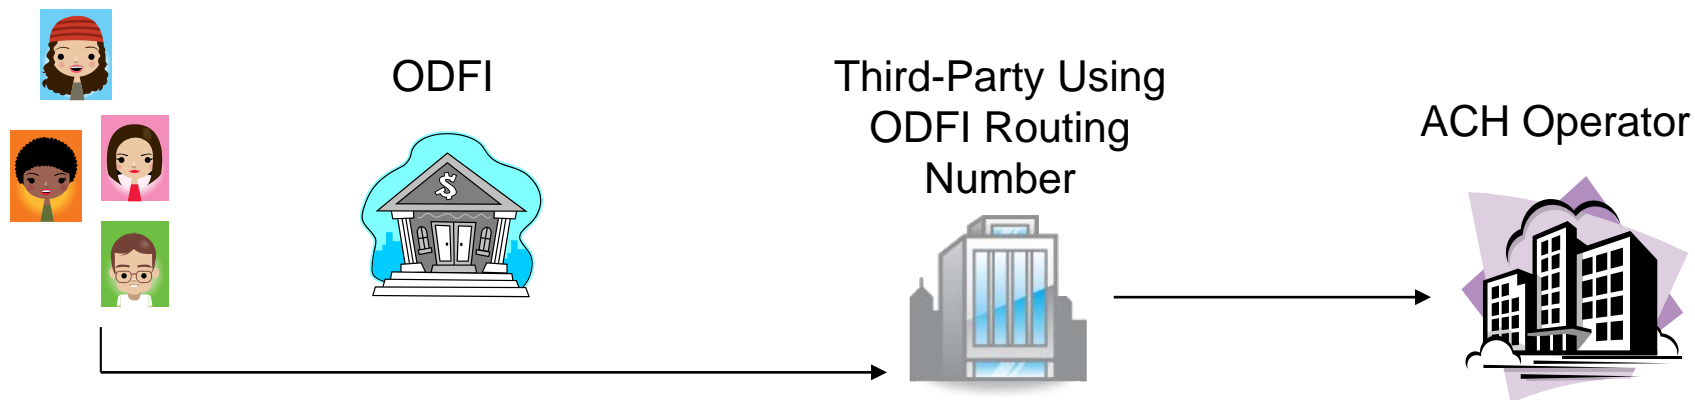 ODFI
Third-Party Using
ODFI Routing
Number
ACH Operator
$